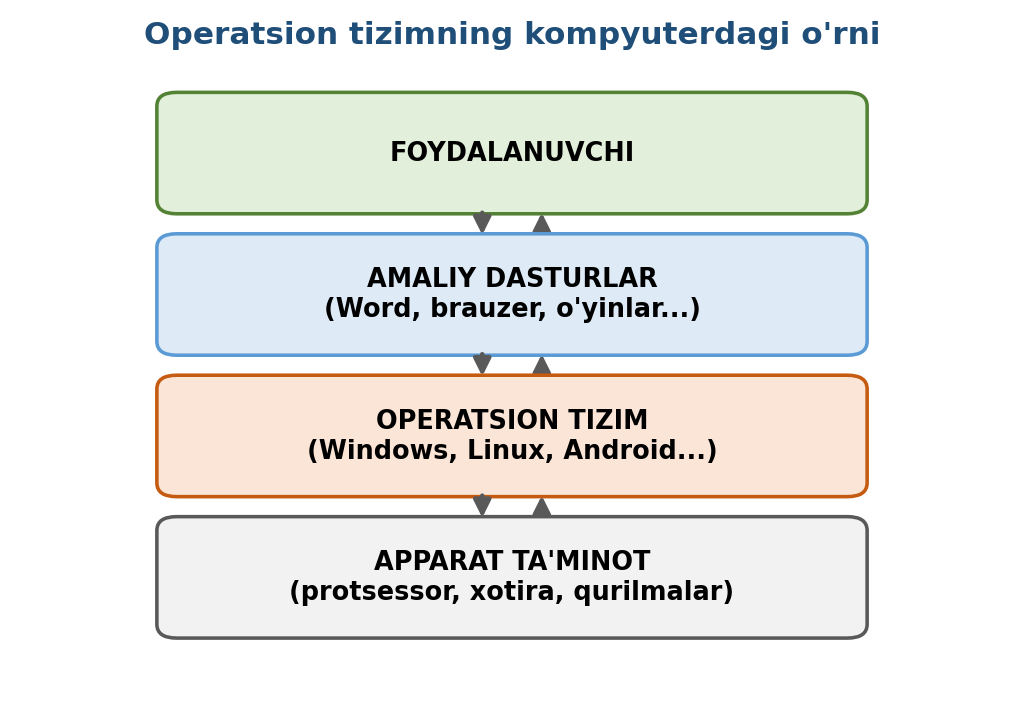 Operatsion tizimning kompyuterdagi o'rni
FOYDALANUVCHI
AMALIY DASTURLAR
(Word, brauzer, o'yinlar...)
OPERATSION TIZIM
(Windows, Linux, Android...)
APPARAT TA'MINOT
(protsessor, xotira, qurilmalar)